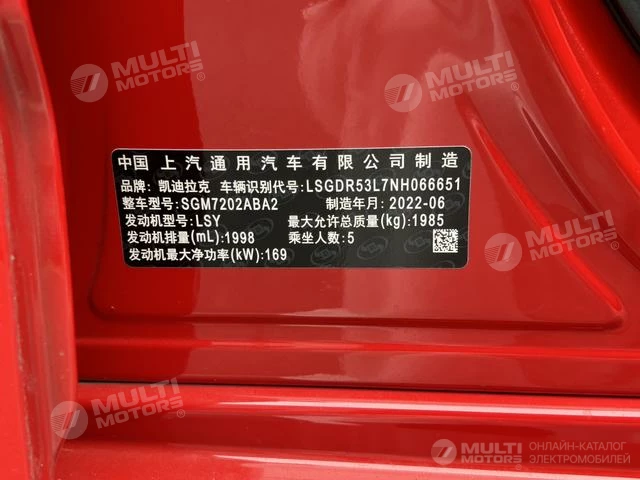 MULTI
MOTORS®
MULTI
MOTORS®
中国 上汽通用汽车有限公司制造
品牌: 凯迪拉克 车辆识别代号: LSGDR53L7NH066651
整车型号: SGM7202ABA2 制造年月: 2022-06
发动机型号: LSY 最大允许总质量(kg): 1985
发动机排量(mL): 1998 乘坐人数: 5
发动机最大净功率(kW): 169
MULTI
MOTORS®
MULTI
MOTORS®
MULTI
MOTORS®
ОНЛАЙН-КАТАЛОГ
ЭЛЕКТРОМОБИЛЕЙ